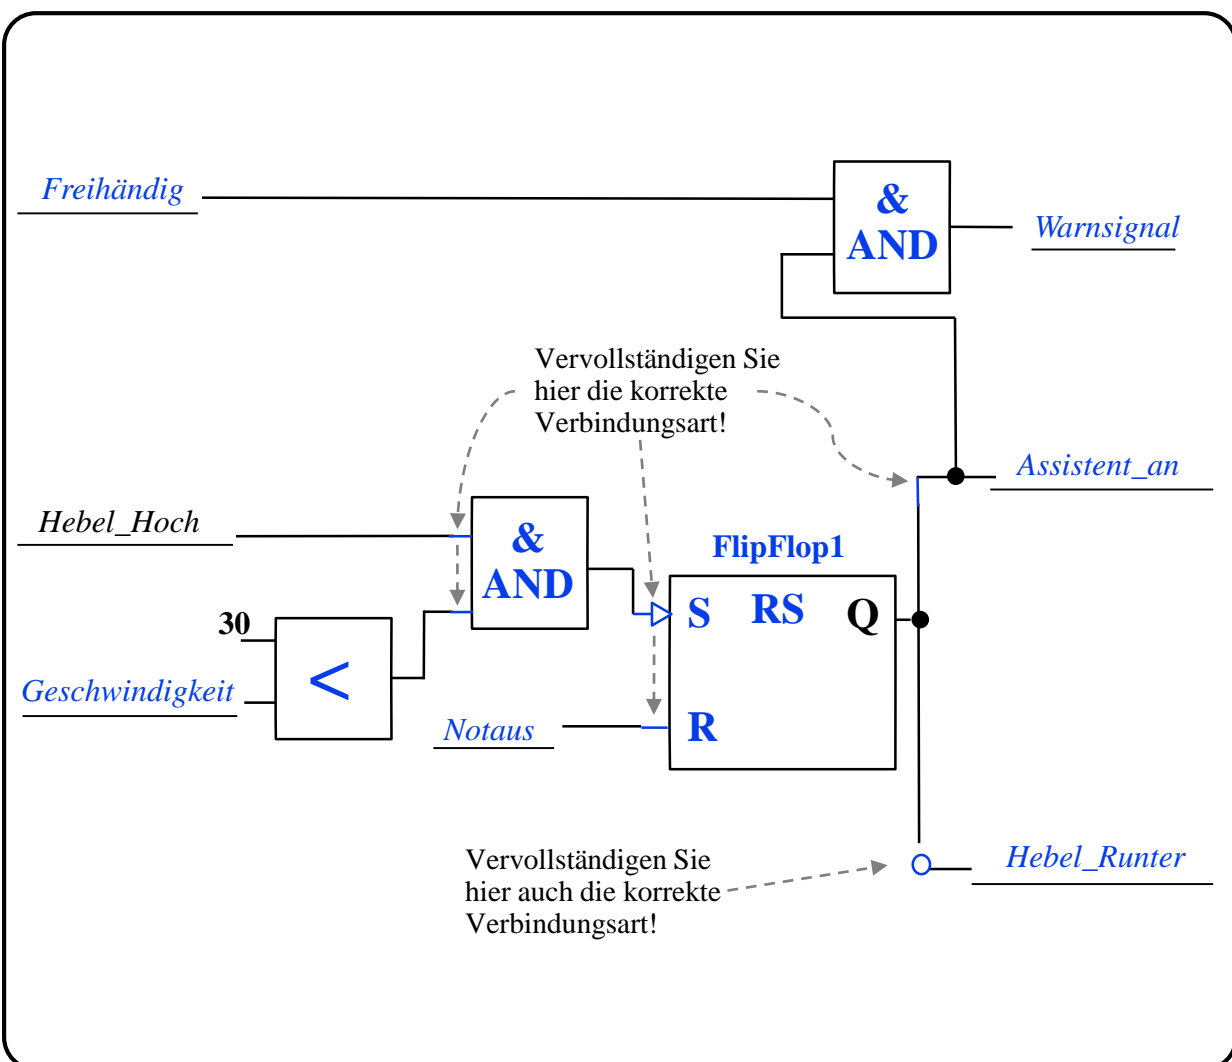 Freihändig
&
AND
Warnsignal
Vervollständigen Sie
hier die korrekte
Verbindungsart!
Assistent_an
Hebel_Hoch
&
AND
FlipFlop1
S RS Q
30
<
Geschwindigkeit
Notaus
R
Vervollständigen Sie
hier auch die korrekte
Verbindungsart!
Hebel_Runter